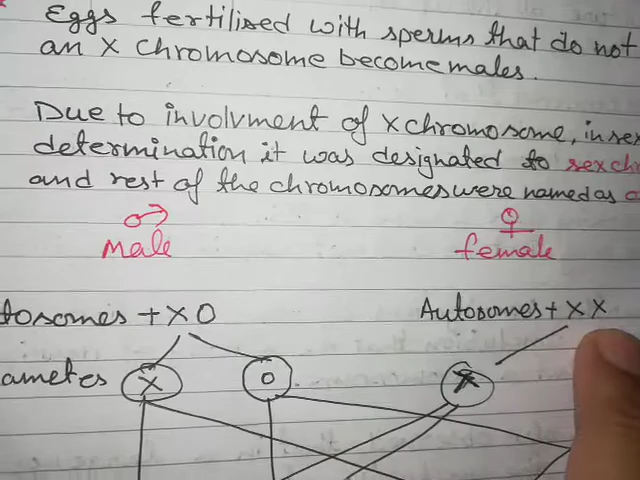 Eggs fertilised with sperms that do not
an X chromosome become males.
Due to involvment of X chromosome, in sex
determination it was designated to sex ch
and rest of the chromosomes were named as a
Male female
tosomes + XO Autosomes + XX
ametes X O X